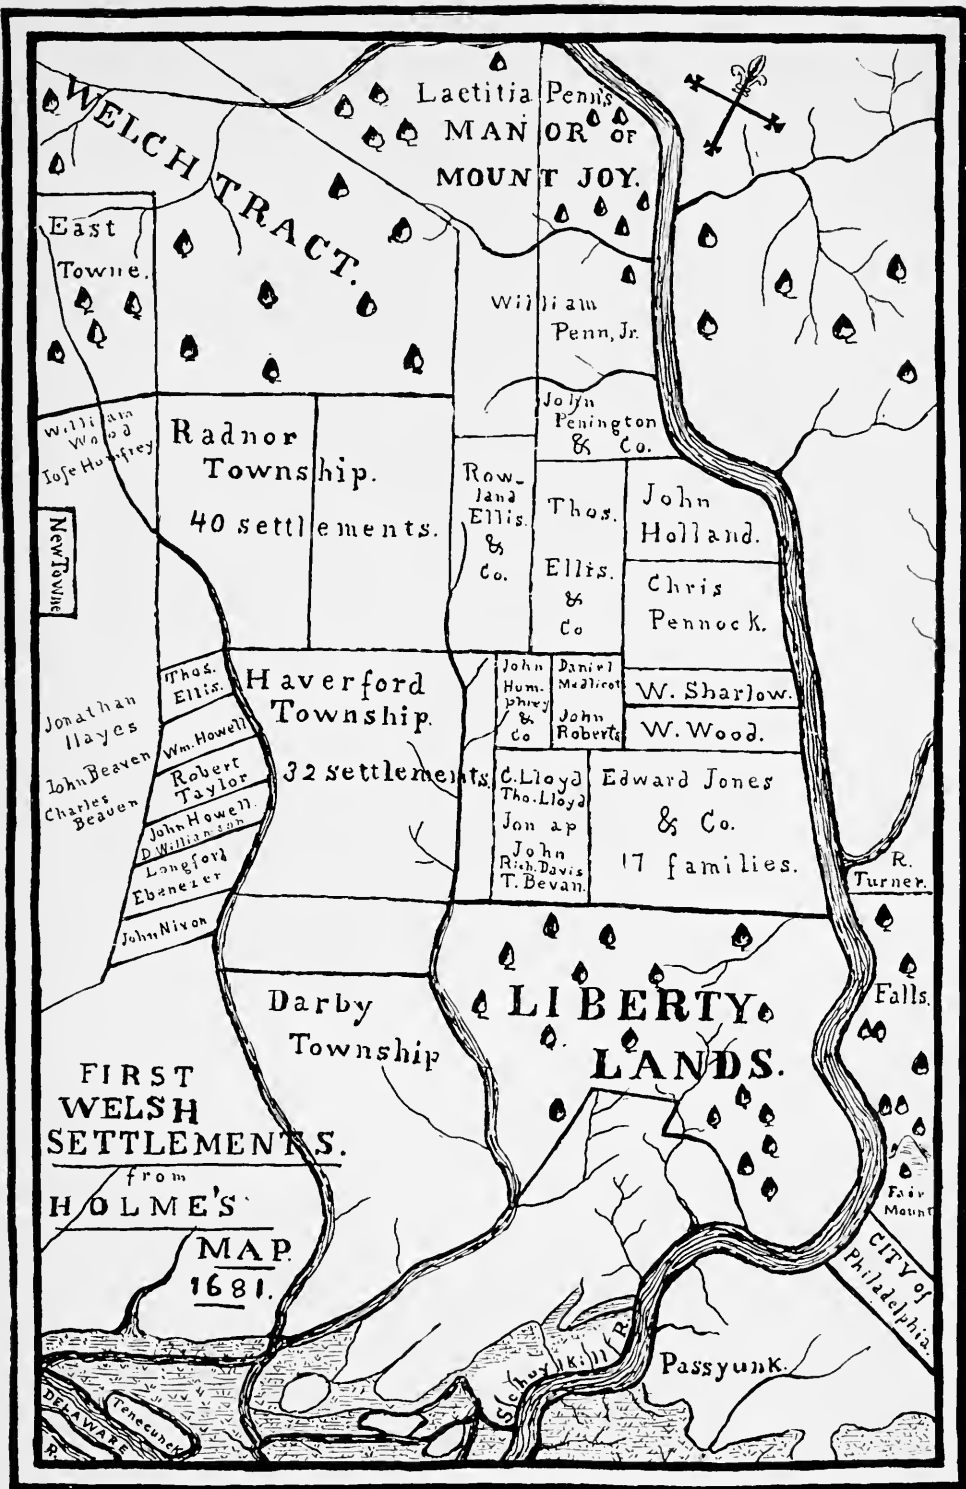 Laetitia Penn's
MANOR OF
MOUNT JOY.
WELCH TRACT.
East
Towne.
William
Penn, Jr.
John
Penington
& Co.
William
Wood
Iose Humfrey
Radnor
Township.
40 settlements.
Row-
land
Ellis.
&
Co.
Thos.
Ellis.
&
Co
John
Holland.
Chris
Pennock.
NewTowne
Thos.
Ellis.
Haverford
Township.
32 settlements.
John
Hum-
phrey
&
Co
Daniel
Medlicot
John
Roberts
W. Sharlow.
W. Wood.
Jonathan
Hayes
Iohn Beaven
Charles
Beaven
Wm. Howell
Robert
Taylor
John Howell.
D. Williamson
Longford
Ebenezer
John Nixon
C. Lloyd
Tho. Lloyd
Jon ap
John
Rich. Davis
T. Bevan.
Edward Jones
& Co.
17 families.
R.
Turner.
Falls.
LIBERTY
LANDS.
Darby
Township
FIRST
WELSH
SETTLEMENTS.
from
HOLME'S
MAP.
1681.
Fair
Mount
CITY of
Philadelphia.
Schuylkill R.
Passyunk.
DELAWARE
R.
Tenecunck